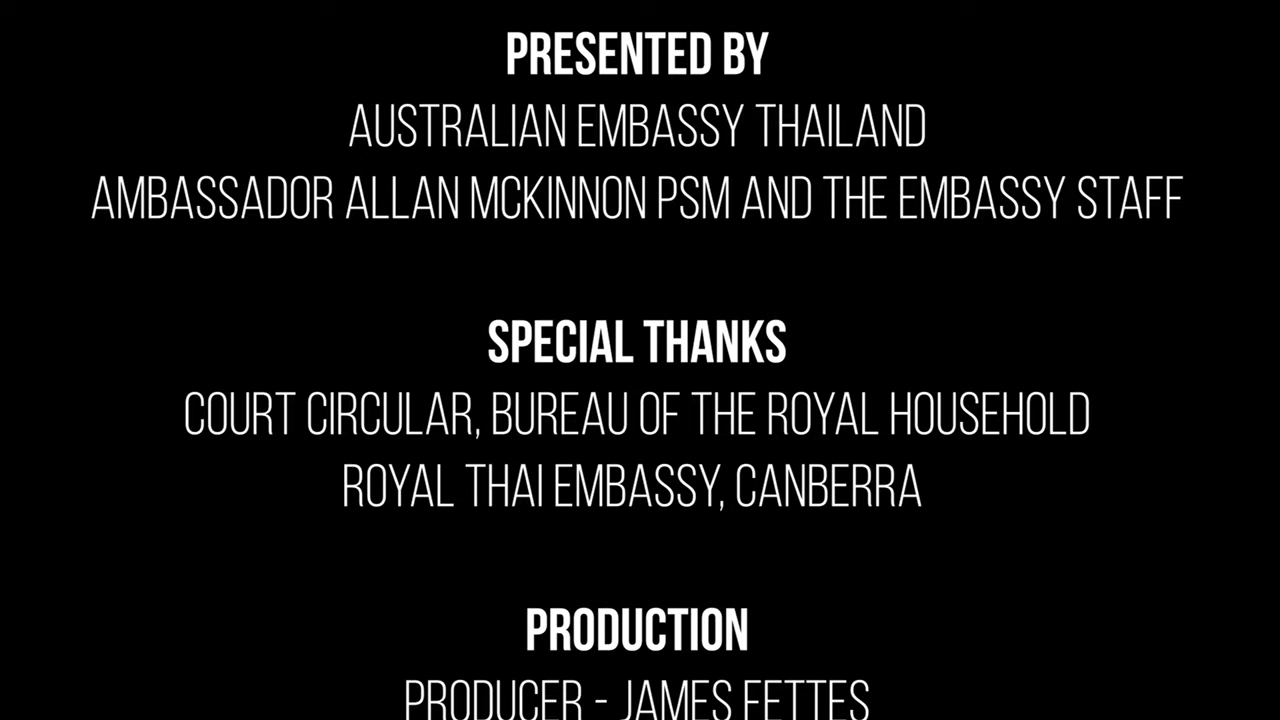 PRESENTED BY
AUSTRALIAN EMBASSY THAILAND
AMBASSADOR ALLAN MCKINNON PSM AND THE EMBASSY STAFF
SPECIAL THANKS
COURT CIRCULAR, BUREAU OF THE ROYAL HOUSEHOLD
ROYAL THAI EMBASSY, CANBERRA
PRODUCTION
PRODUCER - JAMES FETTES